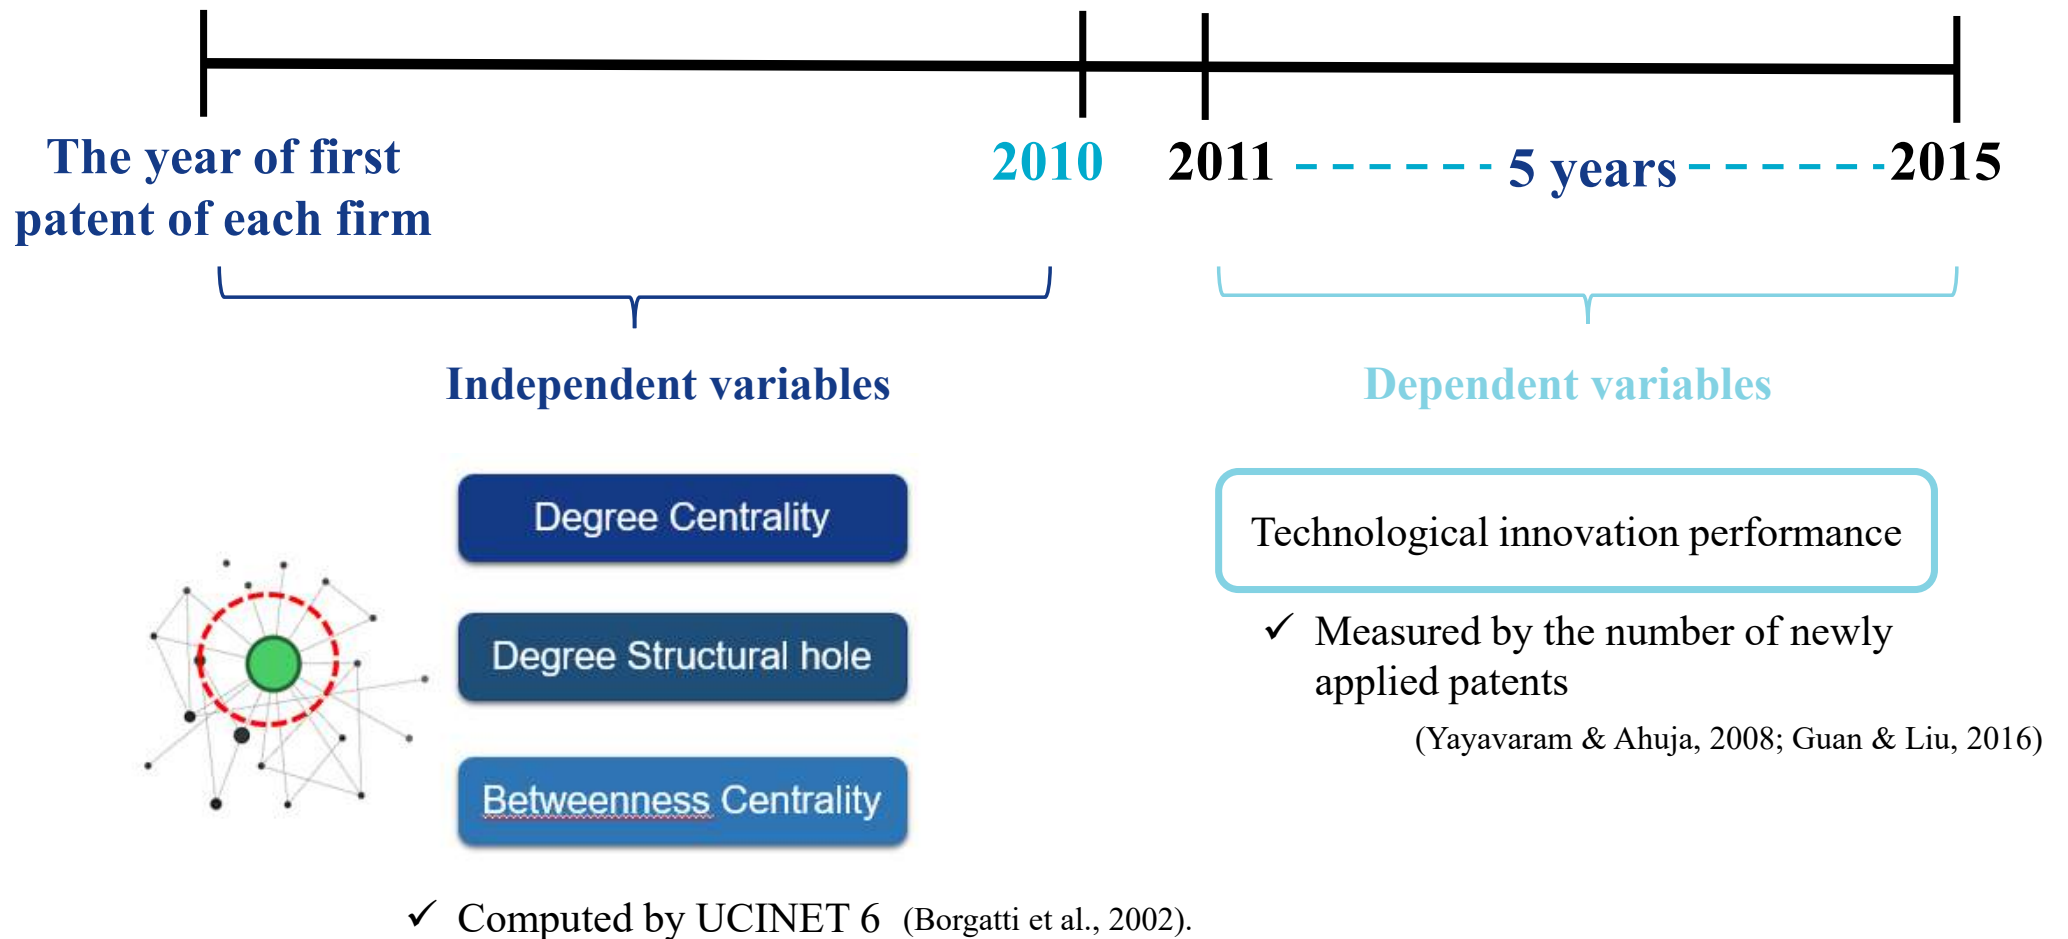 The year of first
patent of each firm
2010
2011
5 years
2015
Independent variables
Dependent variables
Degree Centrality
Degree Structural hole
Betweenness Centrality
✓ Computed by UCINET 6 (Borgatti et al., 2002).
Technological innovation performance
✓ Measured by the number of newly
applied patents
(Yayavaram & Ahuja, 2008; Guan & Liu, 2016)